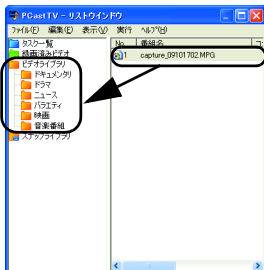 PCastTV - リストウインドウ
ファイル(F) 編集(E) 表示(V) 実行 ヘルプ(H)
タスク一覧
録画済みビデオ
ビデオライブラリ
ドキュメンタリ
ドラマ
ニュース
バラエティ
映画
音楽番組
スナップライブラリ
No. 番組名
1 capture_09101702.MPG